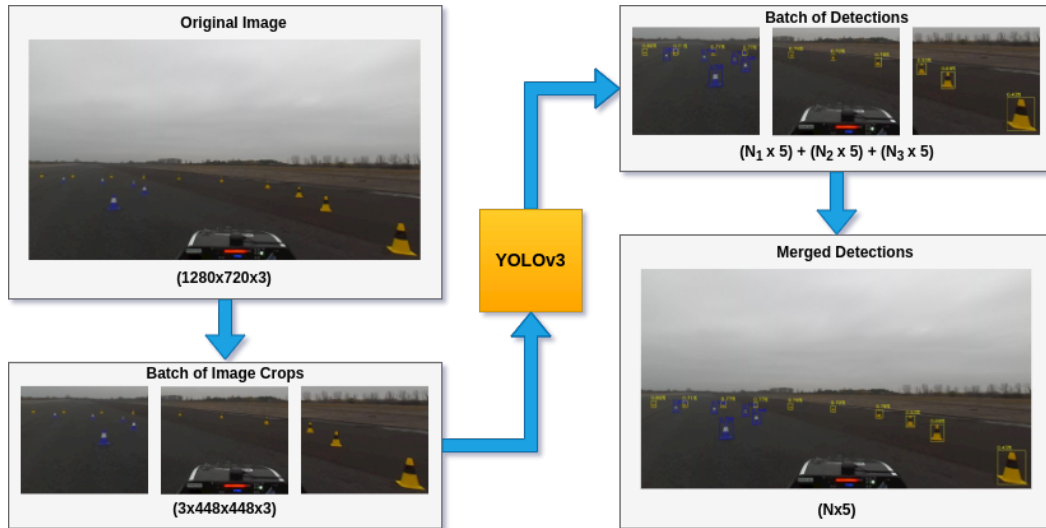 Original Image
(1280x720x3)
Batch of Image Crops
(3x448x448x3)
YOLOv3
Batch of Detections
(N₁ x 5) + (N₂ x 5) + (N₃ x 5)
Merged Detections
(Nx5)